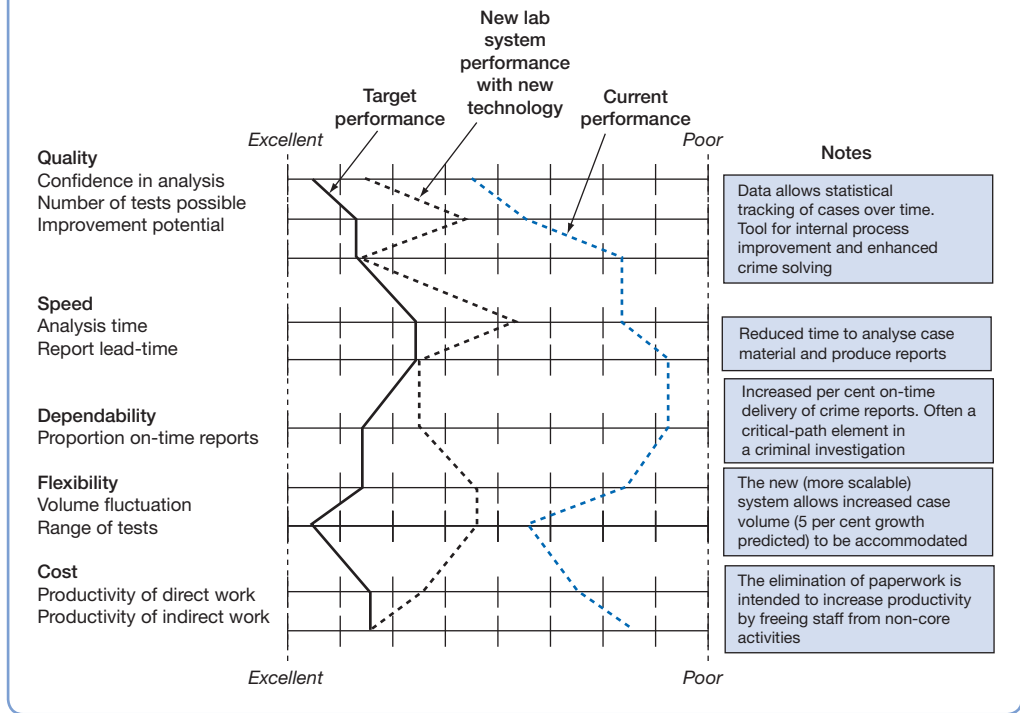 New lab
system
performance
with new
technology
Target
performance
Current
performance
Excellent
Poor
Notes
Quality
Confidence in analysis
Number of tests possible
Improvement potential
Data allows statistical
tracking of cases over time.
Tool for internal process
improvement and enhanced
crime solving
Speed
Analysis time
Report lead-time
Reduced time to analyse case
material and produce reports
Dependability
Proportion on-time reports
Increased per cent on-time
delivery of crime reports. Often a
critical-path element in
a criminal investigation
Flexibility
Volume fluctuation
Range of tests
The new (more scalable)
system allows increased case
volume (5 per cent growth
predicted) to be accommodated
Cost
Productivity of direct work
Productivity of indirect work
The elimination of paperwork is
intended to increase productivity
by freeing staff from non-core
activities
Excellent
Poor